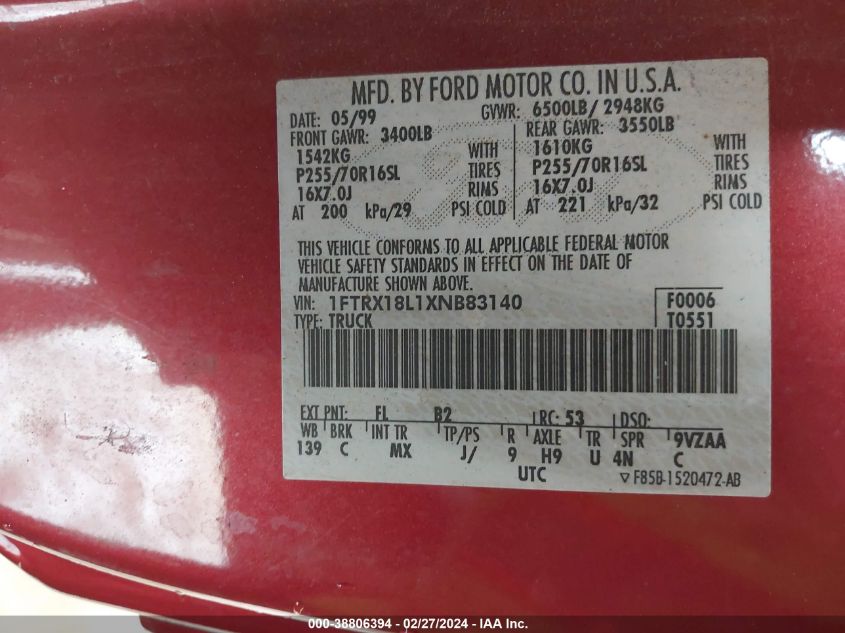 MFD. BY FORD MOTOR CO. IN U.S.A.
DATE: 05/99 GVWR: 6500LB/ 2948KG
FRONT GAWR: 3400LB REAR GAWR: 3550LB
1542KG WITH 1610KG WITH
P255/70R16SL TIRES P255/70R16SL TIRES
16X7.0J RIMS 16X7.0J RIMS
AT 200 kPa/29 PSI COLD AT 221 kPa/32 PSI COLD
THIS VEHICLE CONFORMS TO ALL APPLICABLE FEDERAL MOTOR
VEHICLE SAFETY STANDARDS IN EFFECT ON THE DATE OF
MANUFACTURE SHOWN ABOVE.
VIN: 1FTRX18L1XNB83140 F0006
TYPE: TRUCK T0551
EXT PNT: FL B2 RC: 53 DSO:
WB BRK INT TR TP/PS R AXLE TR SPR 9VZAA
139 C MX J/ 9 H9 U 4N C
UTC ▽ F85B-1520472-AB
000-38806394 - 02/27/2024 - IAA Inc.